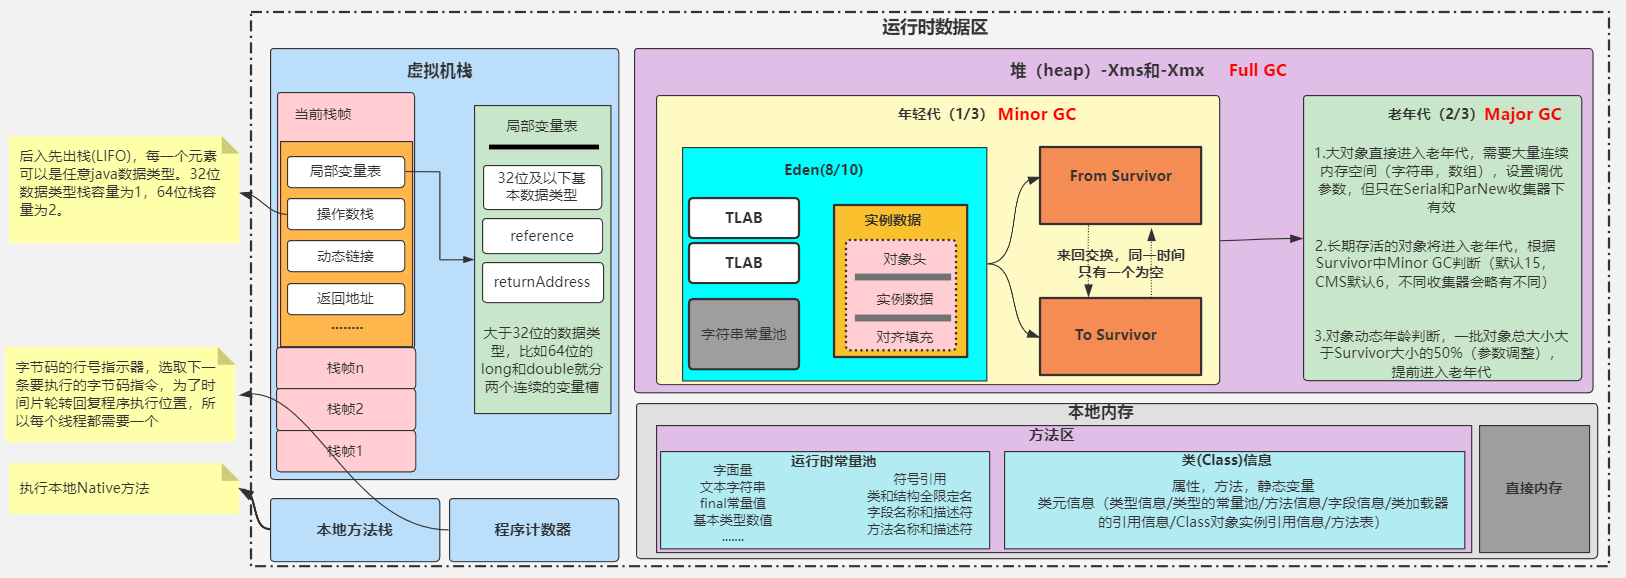 运行时数据区
虚拟机栈
当前栈帧
局部变量表
操作数栈
动态链接
返回地址
........
栈帧n
栈帧2
栈帧1
局部变量表
32位及以下基
本数据类型
reference
returnAddress
大于32位的数据类
型，比如64位的
long和double就分
两个连续的变量槽
后入先出栈(LIFO)，每一个元素
可以是任意java数据类型。32位
数据类型栈容量为1，64位栈容
量为2。
字节码的行号指示器，选取下一
条要执行的字节码指令，为了时
间片轮转回复程序执行位置，所
以每个线程都需要一个
执行本地Native方法
本地方法栈
程序计数器
堆（heap）-Xms和-Xmx Full GC
年轻代（1/3） Minor GC
Eden(8/10)
TLAB
TLAB
字符串常量池
实例数据
对象头
实例数据
对齐填充
From Survivor
来回交换，同一时间
只有一个为空
To Survivor
老年代（2/3） Major GC
1.大对象直接进入老年代，需要大量连续
内存空间（字符串，数组），设置调优
参数，但只在Serial和ParNew收集器下
有效
2.长期存活的对象将进入老年代，根据
Survivor中Minor GC判断（默认15，
CMS默认6，不同收集器会略有不同）
3.对象动态年龄判断，一批对象总大小大
于Survivor大小的50%（参数调整），
提前进入老年代
本地内存
方法区
运行时常量池
字面量
文本字符串
final常量值
基本类型数值
.......
符号引用
类和结构全限定名
字段名称和描述符
方法名称和描述符
类(Class)信息
属性，方法，静态变量
类元信息（类型信息/类型的常量池/方法信息/字段信息/类加载器
的引用信息/Class对象实例引用信息/方法表）
直接内存